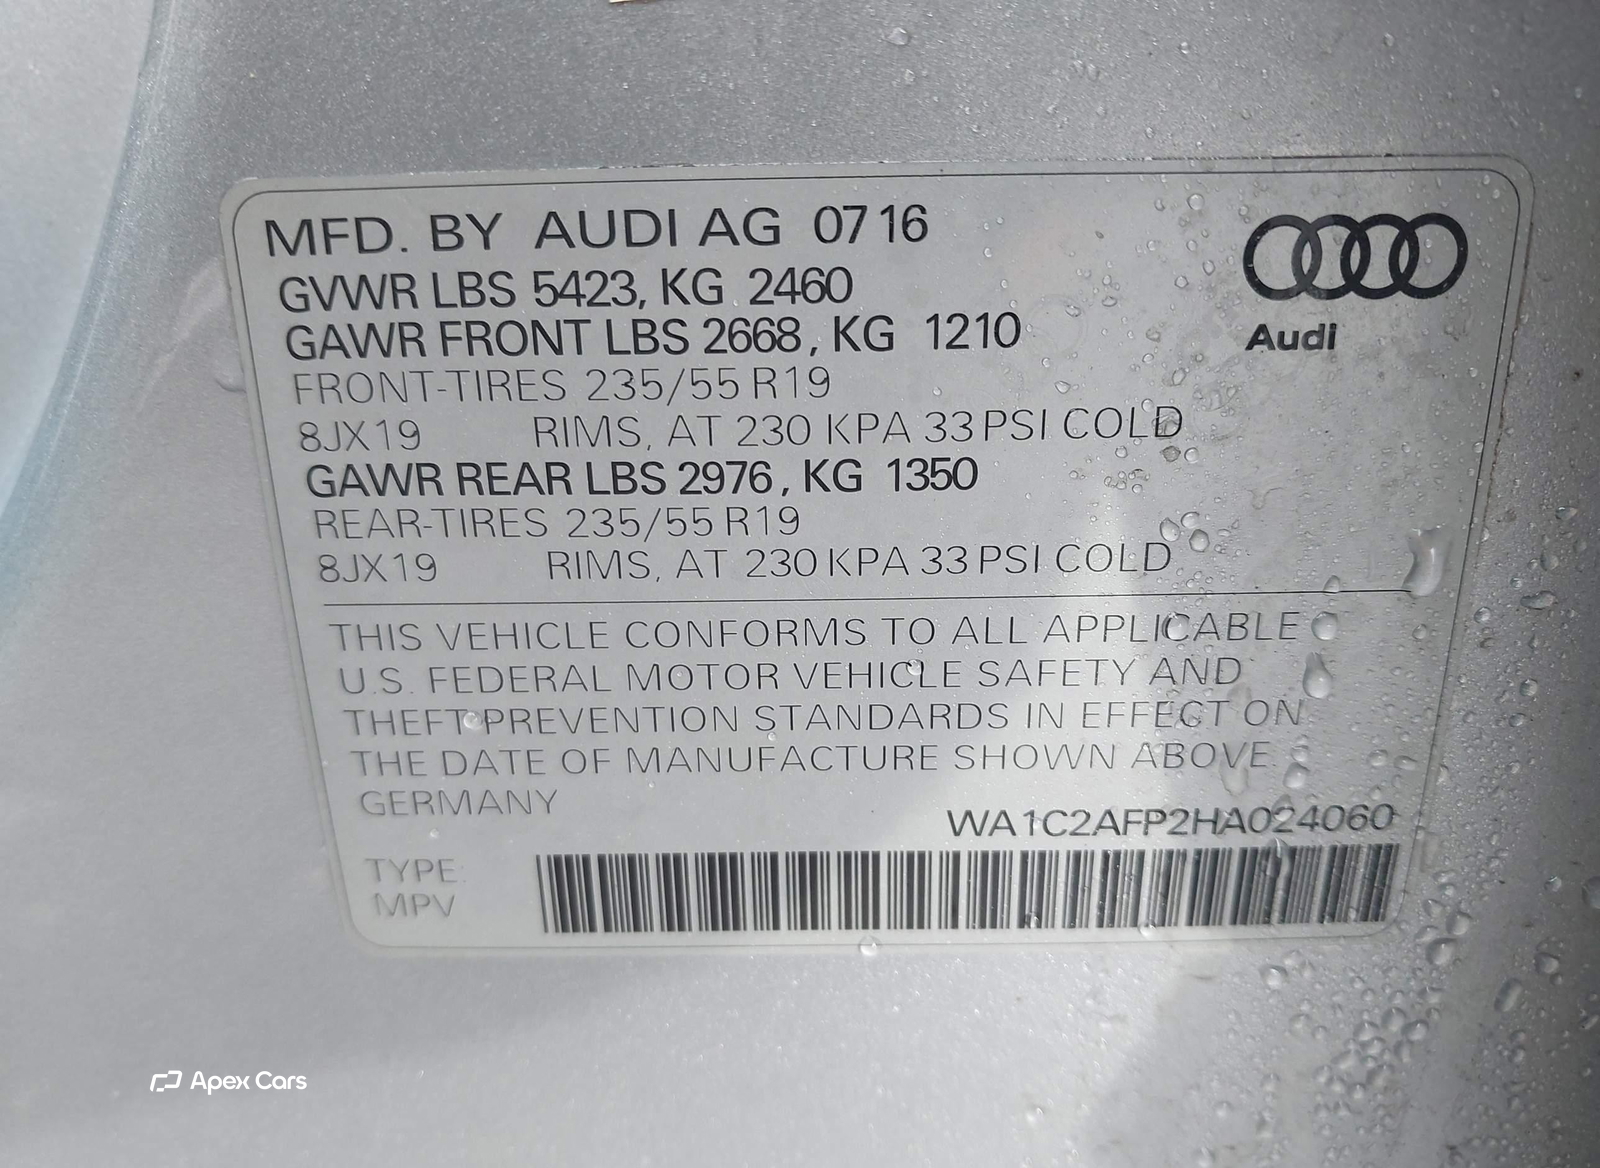 MFD. BY AUDI AG 07 16
GVWR LBS 5423, KG 2460
GAWR FRONT LBS 2668, KG 1210
FRONT-TIRES 235/55 R19
8JX19 RIMS, AT 230 KPA 33 PSI COLD
GAWR REAR LBS 2976, KG 1350
REAR-TIRES 235/55 R19
8JX19 RIMS, AT 230 KPA 33 PSI COLD
Audi
THIS VEHICLE CONFORMS TO ALL APPLICABLE
U.S. FEDERAL MOTOR VEHICLE SAFETY AND
THEFT PREVENTION STANDARDS IN EFFECT ON
THE DATE OF MANUFACTURE SHOWN ABOVE.
GERMANY
WA1C2AFP2HA024060
TYPE:
MPV
Apex Cars